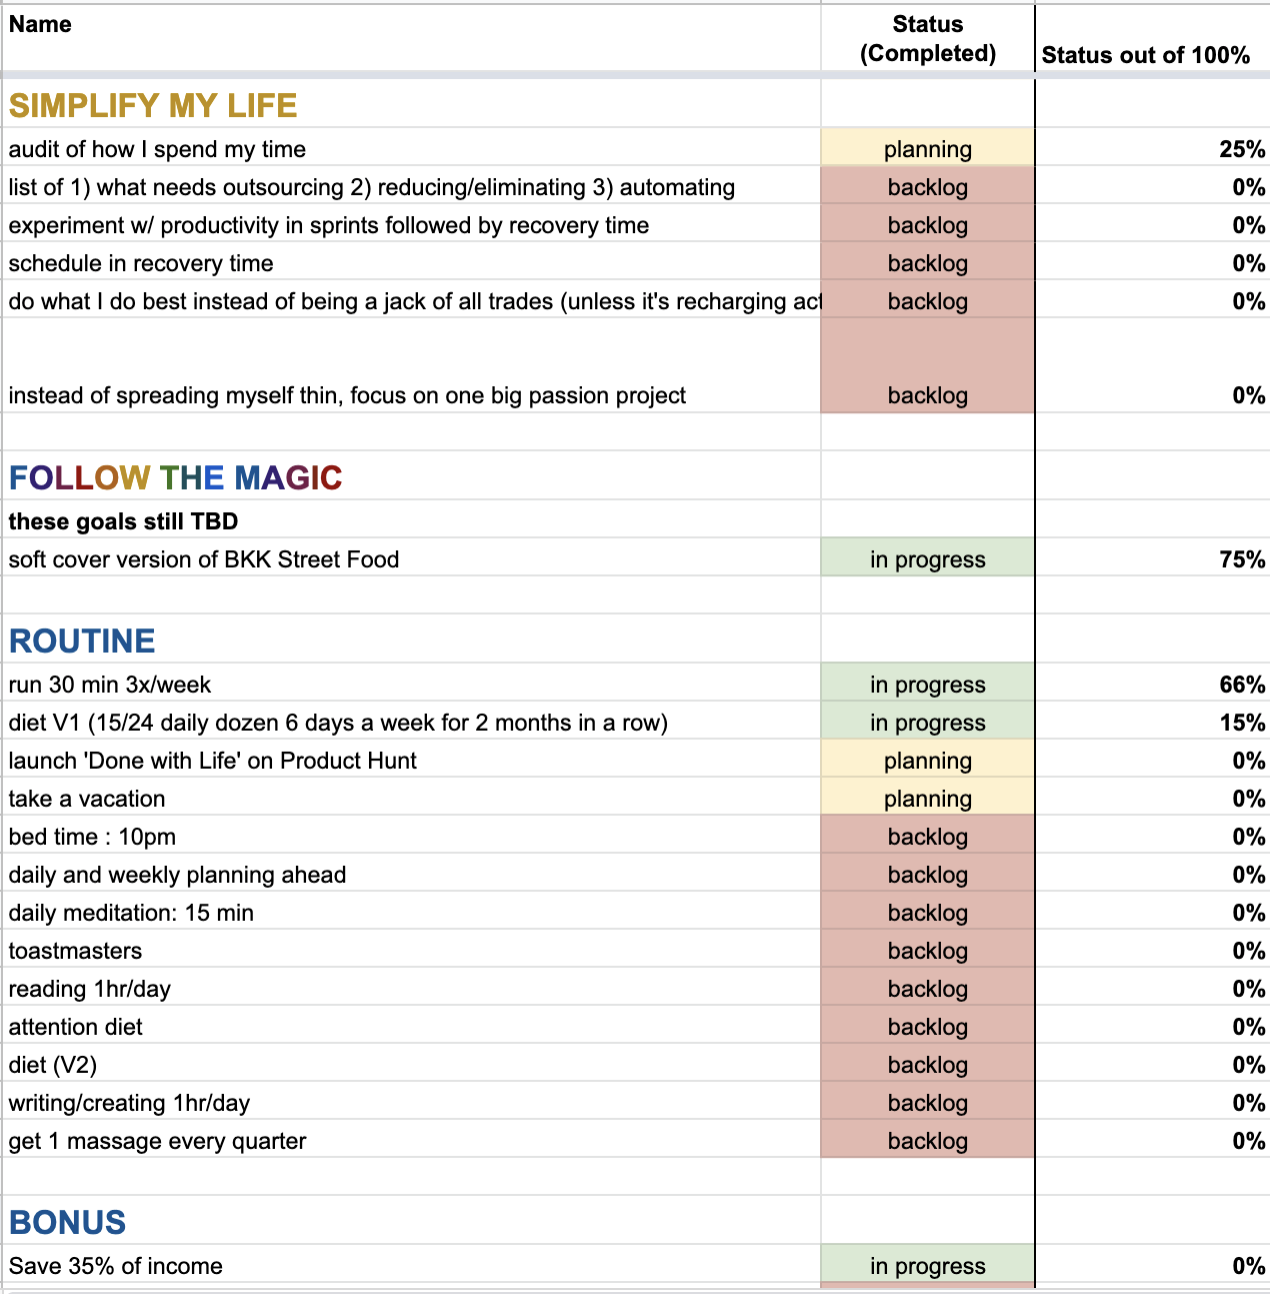 Name Status (Completed) Status out of 100%
SIMPLIFY MY LIFE
audit of how I spend my time planning 25%
list of 1) what needs outsourcing 2) reducing/eliminating 3) automating backlog 0%
experiment w/ productivity in sprints followed by recovery time backlog 0%
schedule in recovery time backlog 0%
do what I do best instead of being a jack of all trades (unless it's recharging act backlog 0%
instead of spreading myself thin, focus on one big passion project backlog 0%
FOLLOW THE MAGIC
these goals still TBD
soft cover version of BKK Street Food in progress 75%
ROUTINE
run 30 min 3x/week in progress 66%
diet V1 (15/24 daily dozen 6 days a week for 2 months in a row) in progress 15%
launch 'Done with Life' on Product Hunt planning 0%
take a vacation planning 0%
bed time : 10pm backlog 0%
daily and weekly planning ahead backlog 0%
daily meditation: 15 min backlog 0%
toastmasters backlog 0%
reading 1hr/day backlog 0%
attention diet backlog 0%
diet (V2) backlog 0%
writing/creating 1hr/day backlog 0%
get 1 massage every quarter backlog 0%
BONUS
Save 35% of income in progress 0%